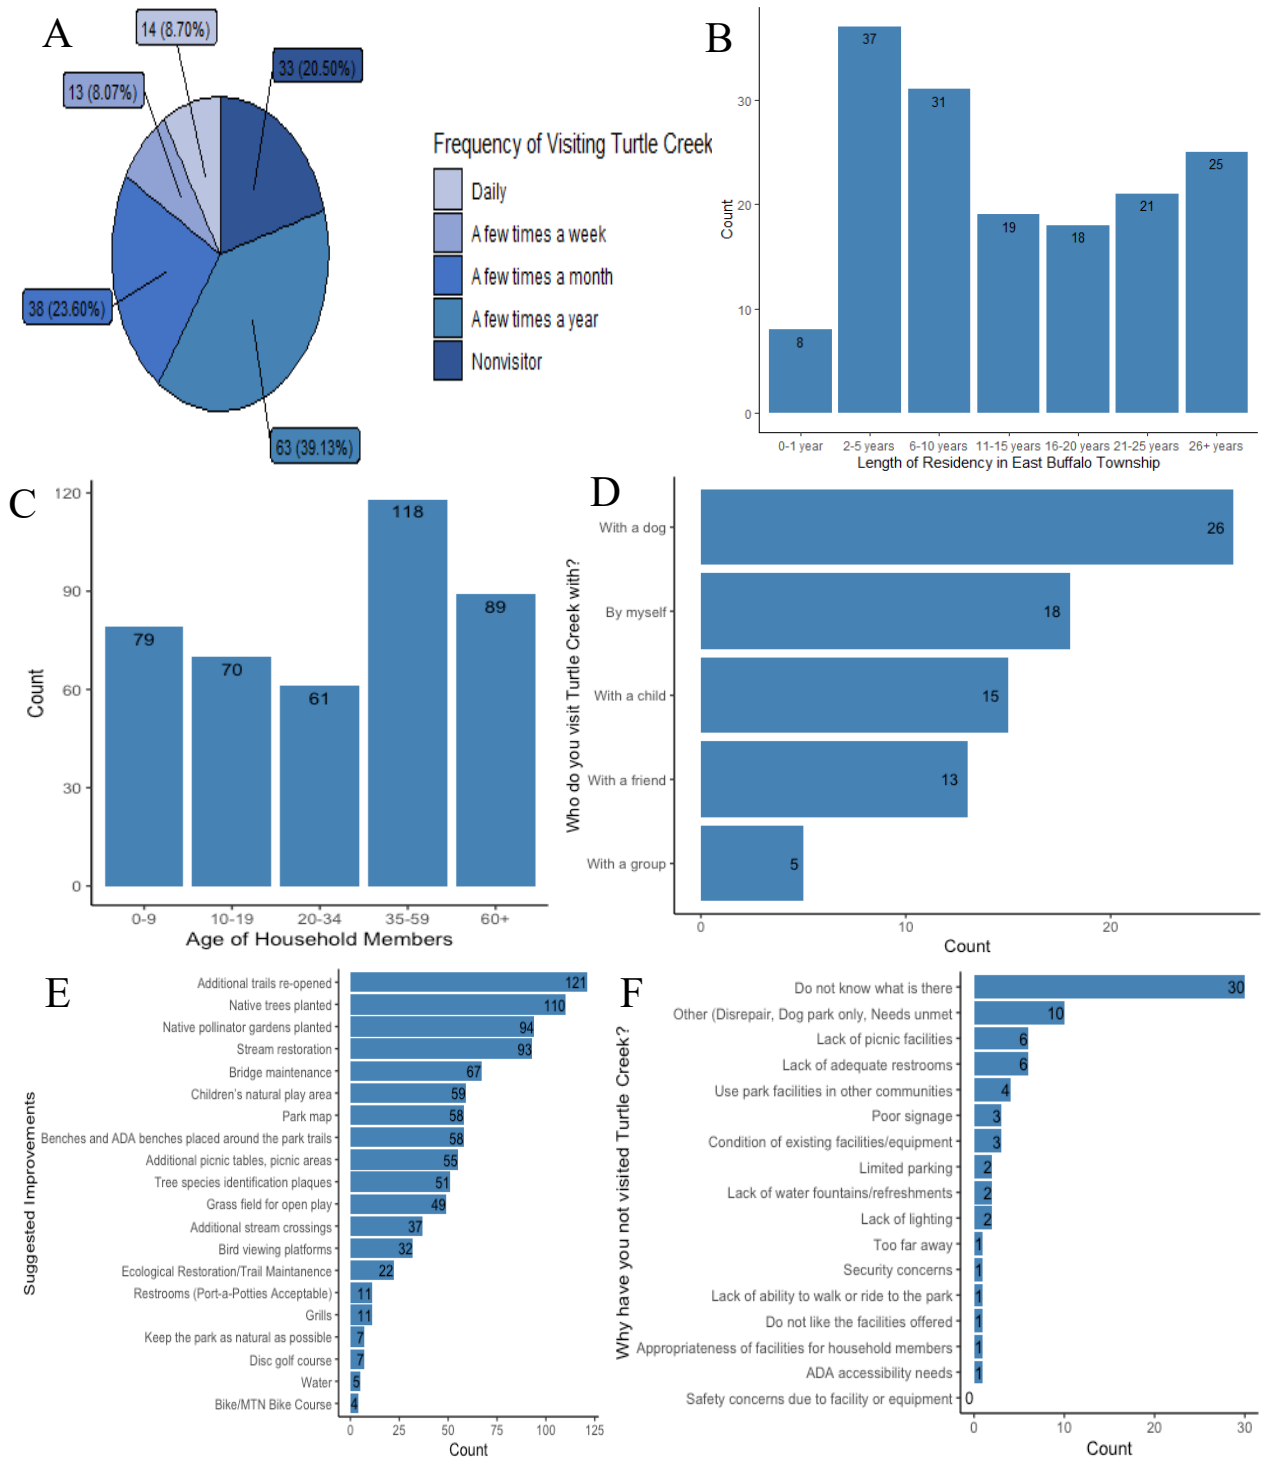 A
14 (8.70%)
33 (20.50%)
13 (8.07%)
38 (23.60%)
63 (39.13%)
Frequency of Visiting Turtle Creek
Daily
A few times a week
A few times a month
A few times a year
Nonvisitor
B
Count
30
20
10
0
37
31
25
21
19
18
8
0-1 year 2-5 years 6-10 years 11-15 years 16-20 years 21-25 years 26+ years
Length of Residency in East Buffalo Township
C
Count
120
90
60
30
0
79
70
61
118
89
0-9 10-19 20-34 35-59 60+
Age of Household Members
D
Who do you visit Turtle Creek with?
With a dog 26
By myself 18
With a child 15
With a friend 13
With a group 5
0 10 20
Count
E
Suggested Improvements
Additional trails re-opened 121
Native trees planted 110
Native pollinator gardens planted 94
Stream restoration 93
Bridge maintenance 67
Children's natural play area 59
Park map 58
Benches and ADA benches placed around the park trails 58
Additional picnic tables, picnic areas 55
Tree species identification plaques 51
Grass field for open play 49
Additional stream crossings 37
Bird viewing platforms 32
Ecological Restoration/Trail Maintanence 22
Restrooms (Port-a-Potties Acceptable) 11
Grills 11
Keep the park as natural as possible 7
Disc golf course 7
Water 5
Bike/MTN Bike Course 4
0 25 50 75 100 125
Count
F
Why have you not visited Turtle Creek?
Do not know what is there 30
Other (Disrepair, Dog park only, Needs unmet 10
Lack of picnic facilities 6
Lack of adequate restrooms 6
Use park facilities in other communities 4
Poor signage 3
Condition of existing facilities/equipment 3
Limited parking 2
Lack of water fountains/refreshments 2
Lack of lighting 2
Too far away 1
Security concerns 1
Lack of ability to walk or ride to the park 1
Do not like the facilities offered 1
Appropriateness of facilities for household members 1
ADA accessibility needs 1
Safety concerns due to facility or equipment 0
0 10 20 30
Count